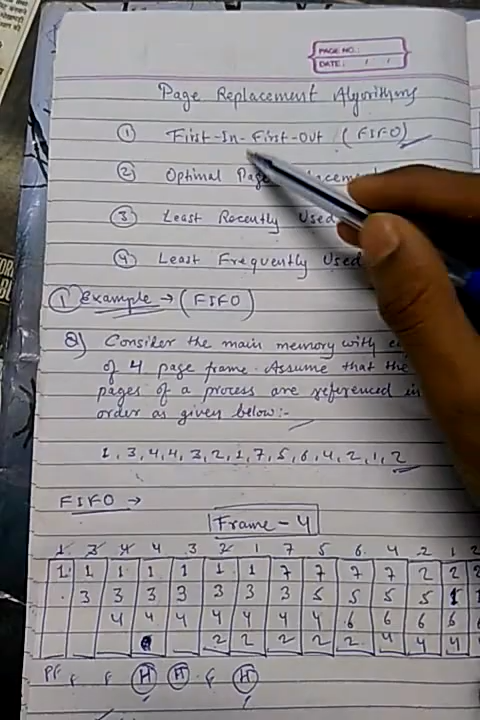 PAGE NO.:
DATE: / /
Page Replacement Algorithms
① First-In-First-Out (FIFO)
② Optimal Page
③ Least Recently Used
④ Least Frequently Used
① Example → (FIFO)
Q) Consider the main memory with
of 4 page frame. Assume that the
pages of a process are referenced in
order as given below:-
1, 3, 4, 4, 3, 2, 1, 7, 5, 6, 4, 2, 1, 2
FIFO →
Frame - 4
1 3 4 4 3 2 1 7 5 6 4 2 1 2
1 1 1 1 1 1 1 7 7 7 7 2 2 2
3 3 3 3 3 3 3 5 5 5 5 1 1
4 4 4 4 4 4 4 6 6 6 6 6
2 2 2 2 2 4 4 4 4
PF F F H H F H